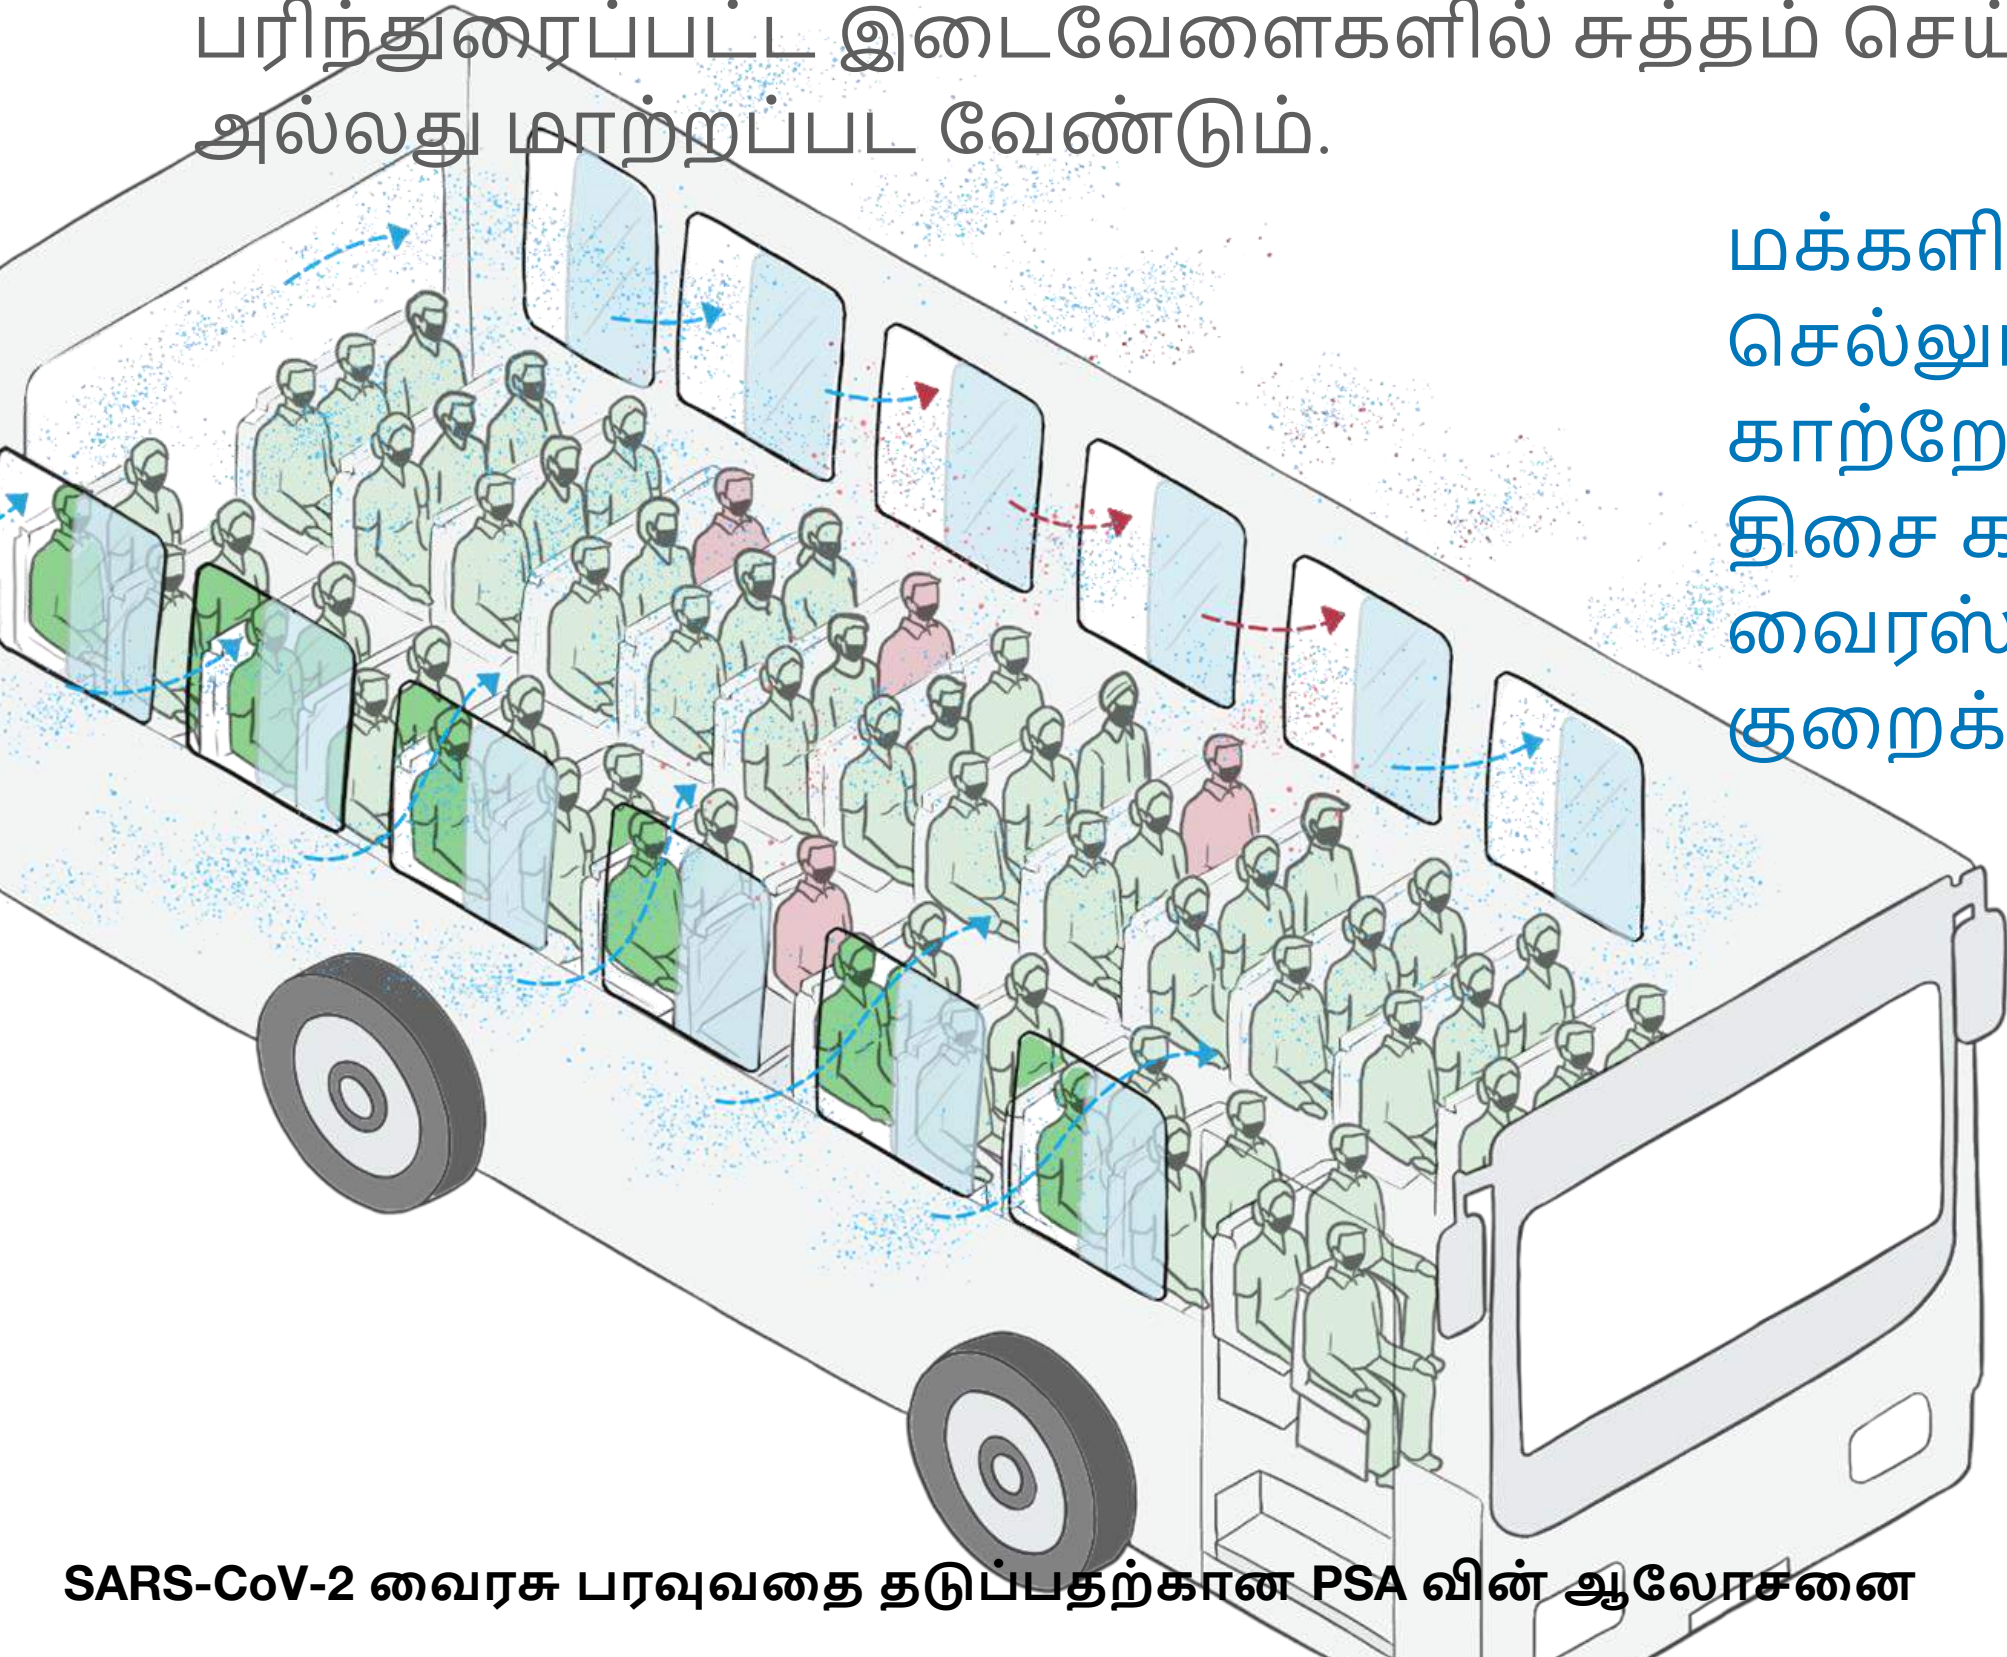 பரிந்துரைப்பட்ட இடைவேளைகளில் சுத்தம் செய்
அல்லது மாற்றப்பட வேண்டும்.
மக்களி
செல்லு
காற்றே
திசை க
வைரஸ்
குறைக்
SARS-CoV-2 வைரசு பரவுவதை தடுப்பதற்கான PSA வின் ஆலோசனை